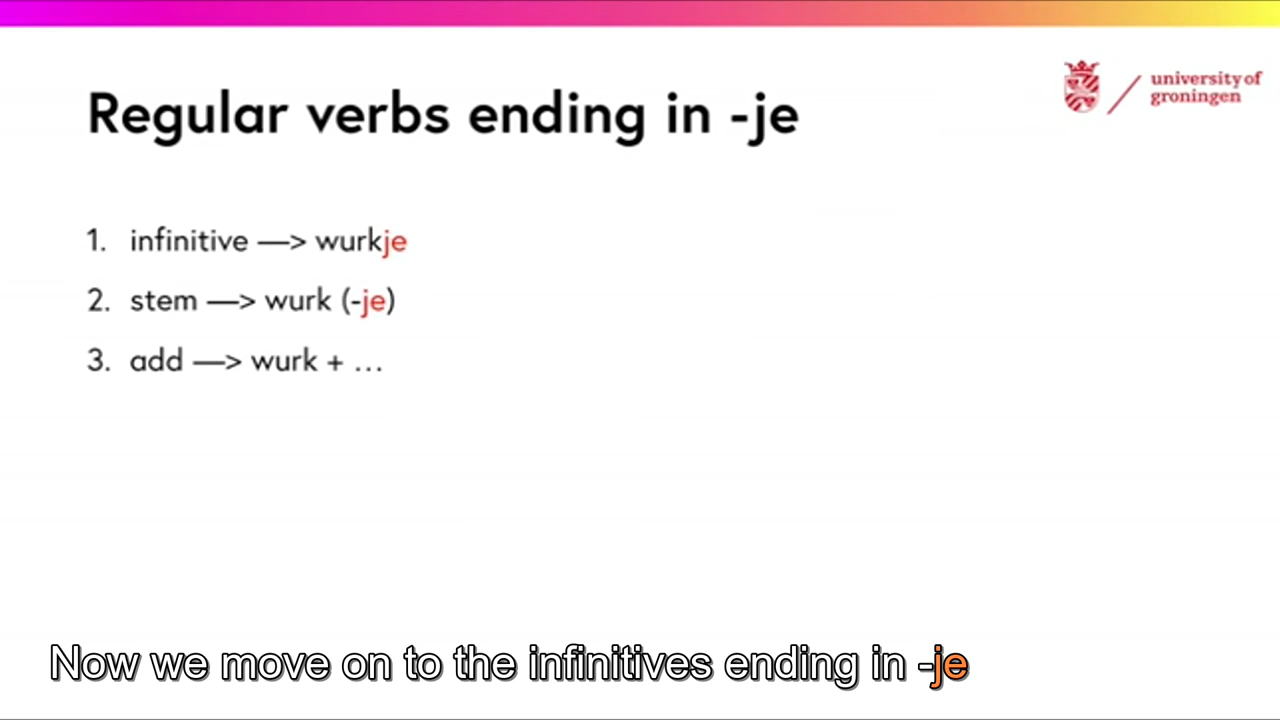 Regular verbs ending in -je
university of
groningen
1. infinitive —> wurkje
2. stem —> wurk (-je)
3. add —> wurk + ...
Now we move on to the infinitives ending in -je